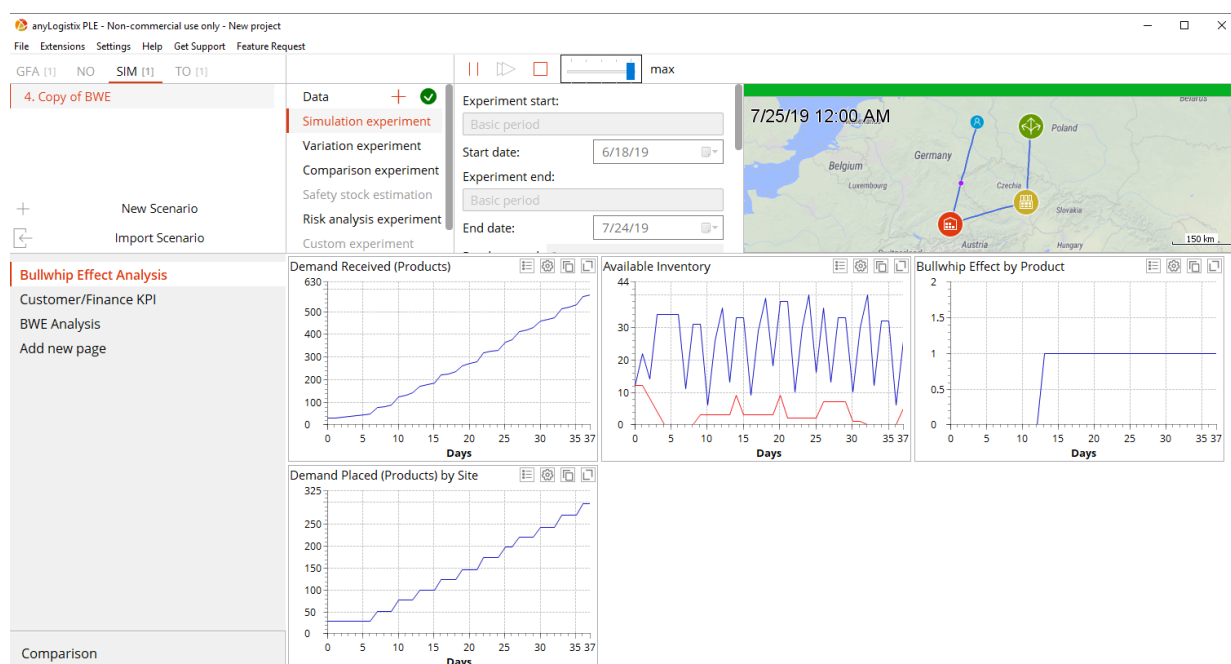 anyLogistix PLE - Non-commercial use only - New project
File Extensions Settings Help Get Support Feature Request
GFA [1] NO SIM [1] TO [1]
max
4. Copy of BWE
New Scenario
Import Scenario
Data
Simulation experiment
Variation experiment
Comparison experiment
Safety stock estimation
Risk analysis experiment
Custom experiment
Experiment start:
Basic period
Start date: 6/18/19
Experiment end:
Basic period
End date: 7/24/19
7/25/19 12:00 AM
Belarus
Poland
Germany
Belgium
Luxembourg
Czechia
Slovakia
Austria
Hungary
150 km
Bullwhip Effect Analysis
Customer/Finance KPI
BWE Analysis
Add new page
Comparison
Demand Received (Products)
630
500
400
300
200
100
0
0 5 10 15 20 25 30 35 37
Days
Available Inventory
44
30
20
10
0
0 5 10 15 20 25 30 35 37
Days
Bullwhip Effect by Product
2
1.5
1
0.5
0
0 5 10 15 20 25 30 35 37
Days
Demand Placed (Products) by Site
325
250
200
150
100
50
0
0 5 10 15 20 25 30 35 37
Days